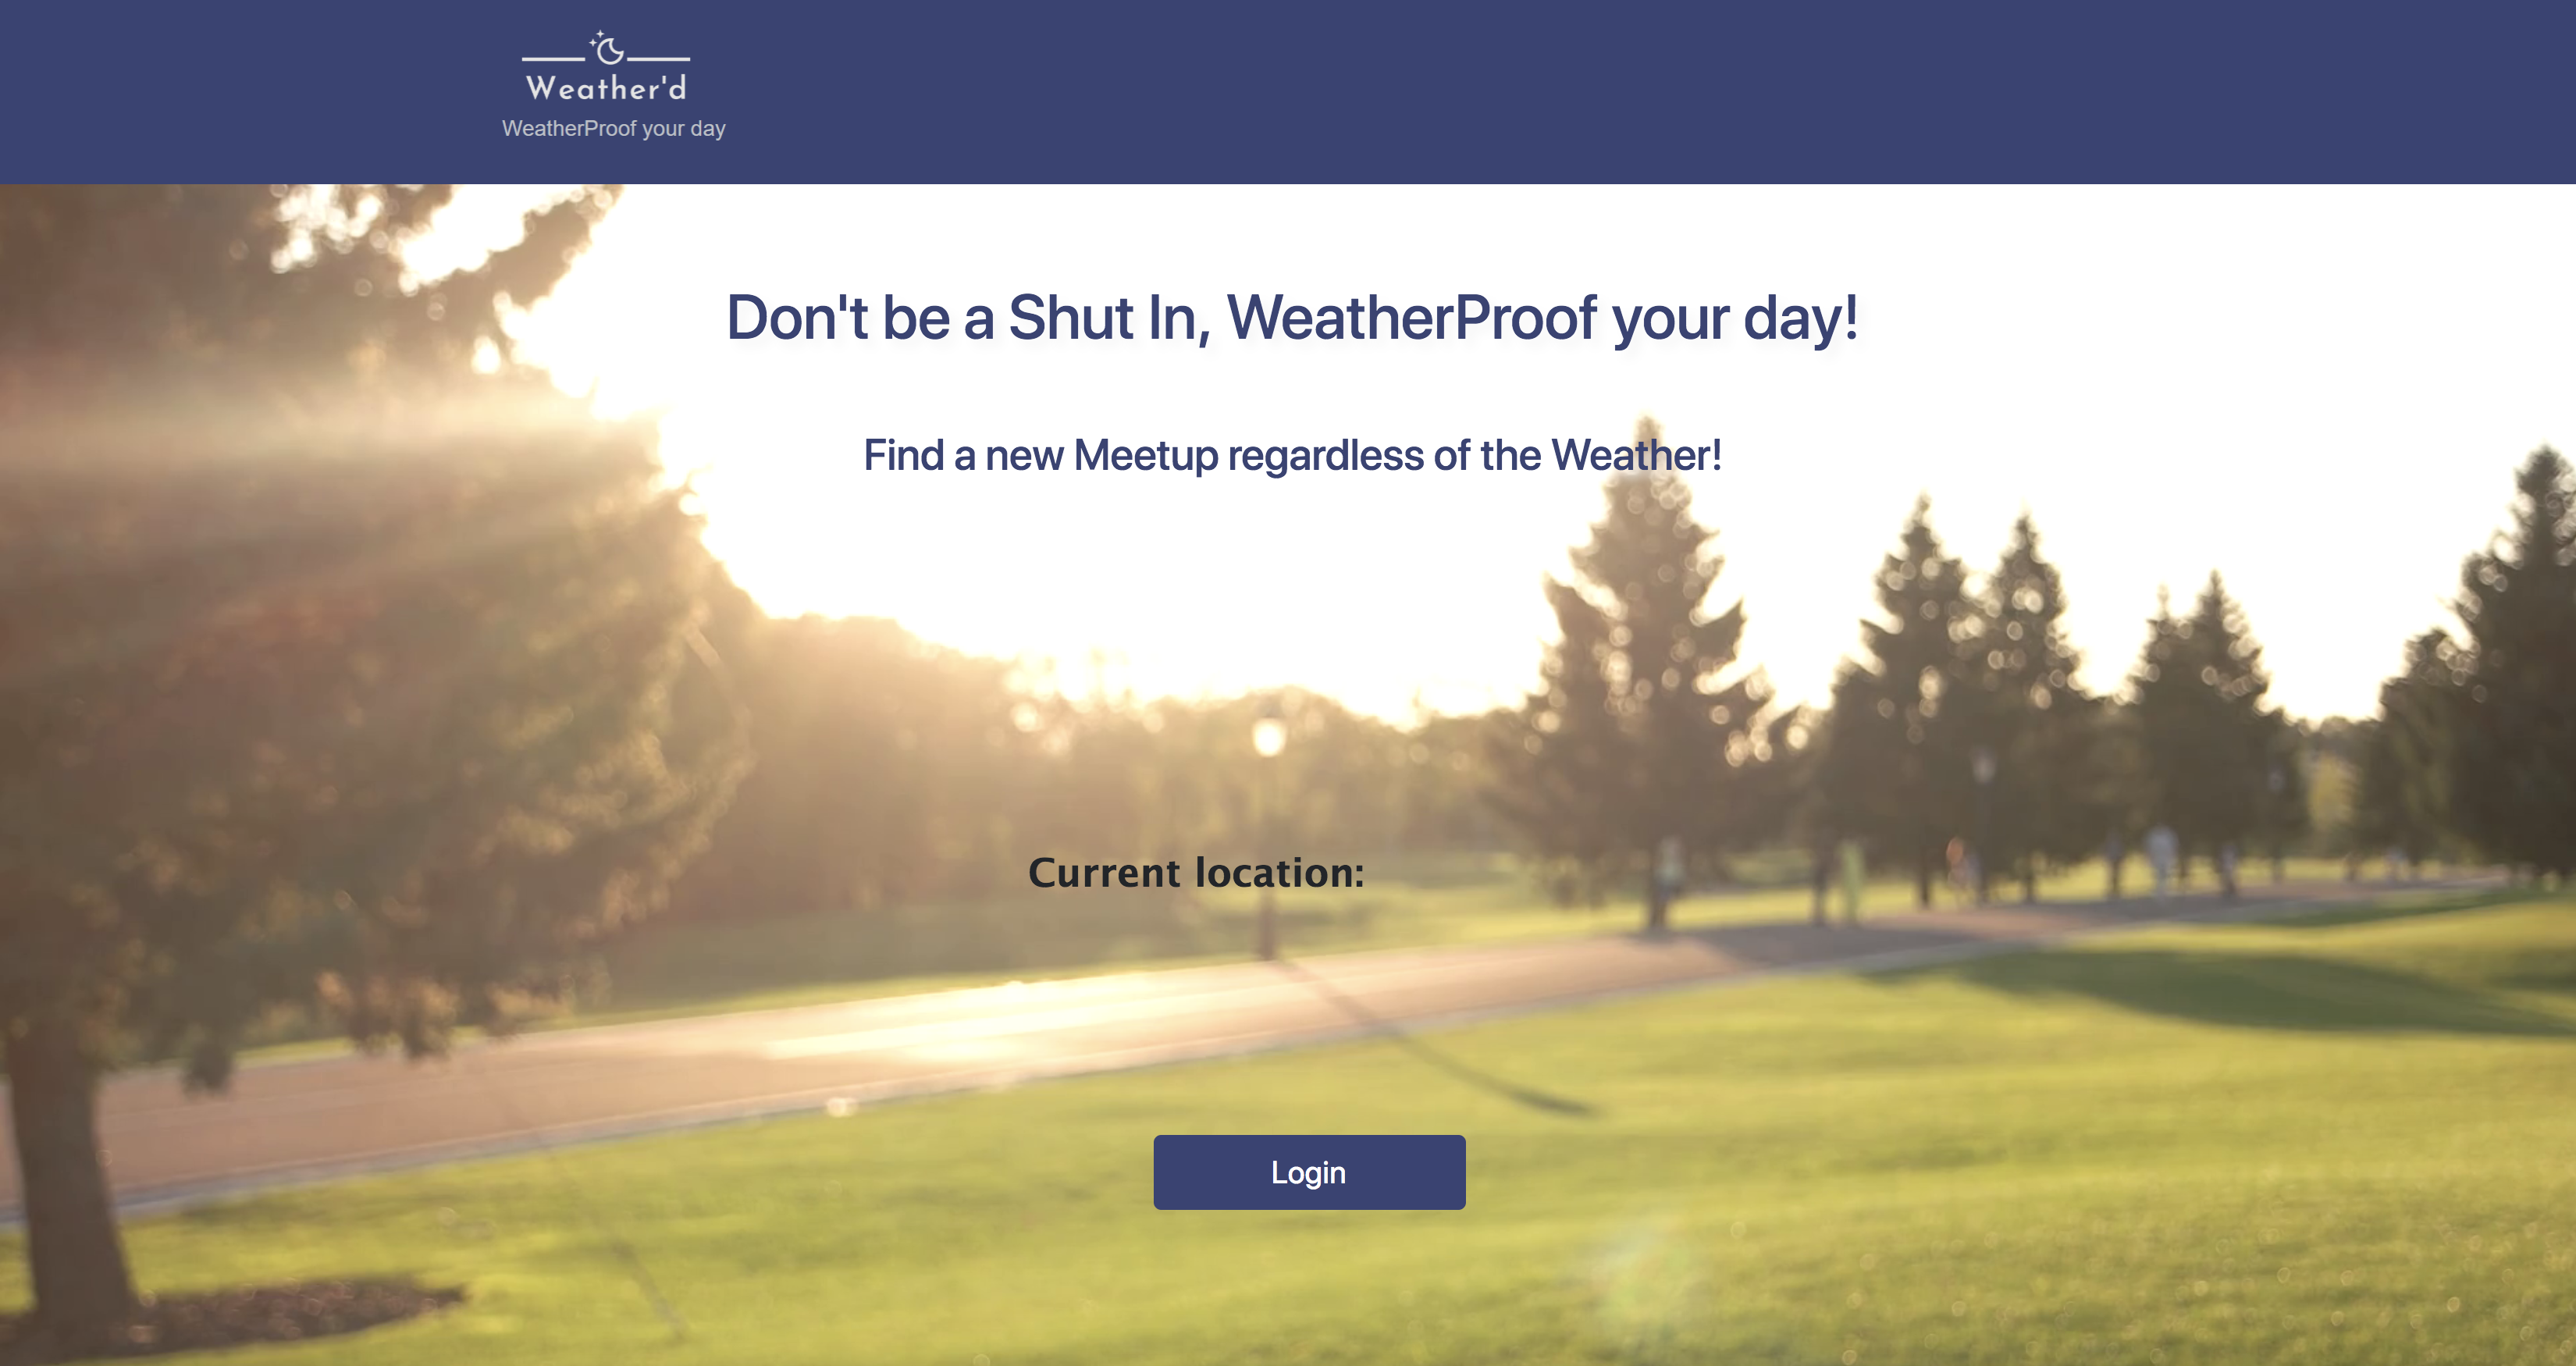 Weather'd
WeatherProof your day
Don't be a Shut In, WeatherProof your day!
Find a new Meetup regardless of the Weather!
Current location:
Login